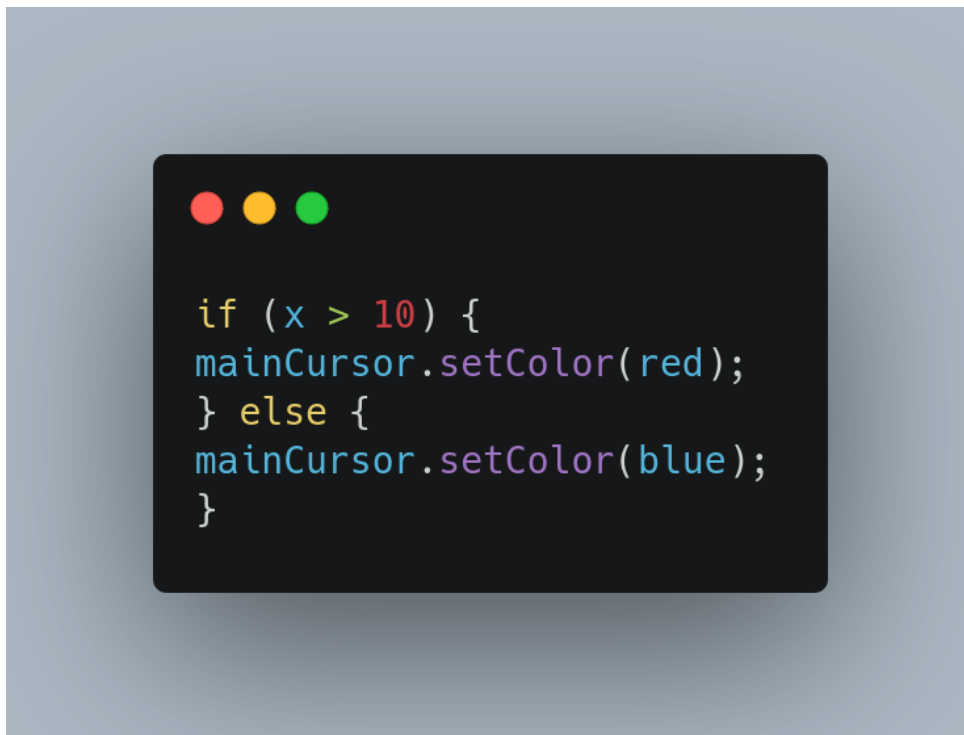 if (x > 10) {
mainCursor.setColor(red);
} else {
mainCursor.setColor(blue);
}